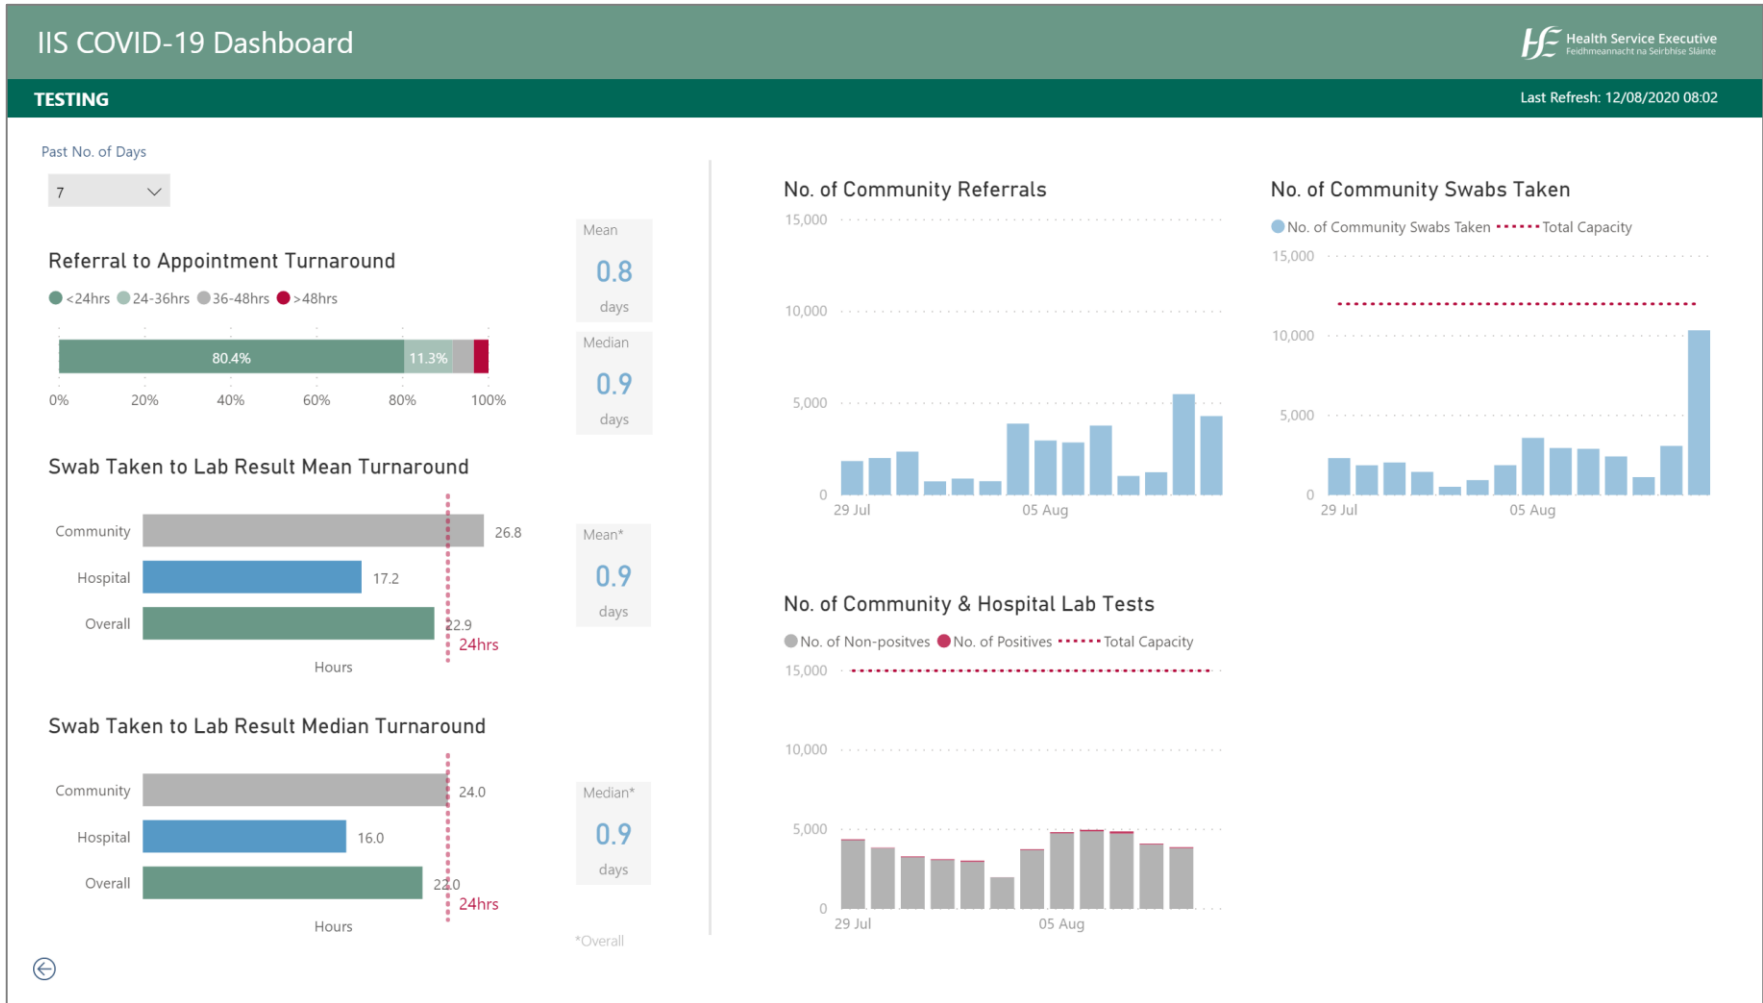 IIS COVID-19 Dashboard
Health Service Executive
Feidhmeannacht na Seirbhíse Sláinte
TESTING
Last Refresh: 12/08/2020 08:02
Past No. of Days
7
Referral to Appointment Turnaround
<24hrs 24-36hrs 36-48hrs >48hrs
80.4% 11.3%
0% 20% 40% 60% 80% 100%
Mean
0.8
days
Median
0.9
days
Swab Taken to Lab Result Mean Turnaround
Community 26.8
Hospital 17.2
Overall 22.9
24hrs
Hours
Mean*
0.9
days
Swab Taken to Lab Result Median Turnaround
Community 24.0
Hospital 16.0
Overall 22.0
24hrs
Hours
Median*
0.9
days
*Overall
No. of Community Referrals
15,000
10,000
5,000
0
29 Jul 05 Aug
No. of Community Swabs Taken
No. of Community Swabs Taken Total Capacity
15,000
10,000
5,000
0
29 Jul 05 Aug
No. of Community & Hospital Lab Tests
No. of Non-positves No. of Positives Total Capacity
15,000
10,000
5,000
0
29 Jul 05 Aug